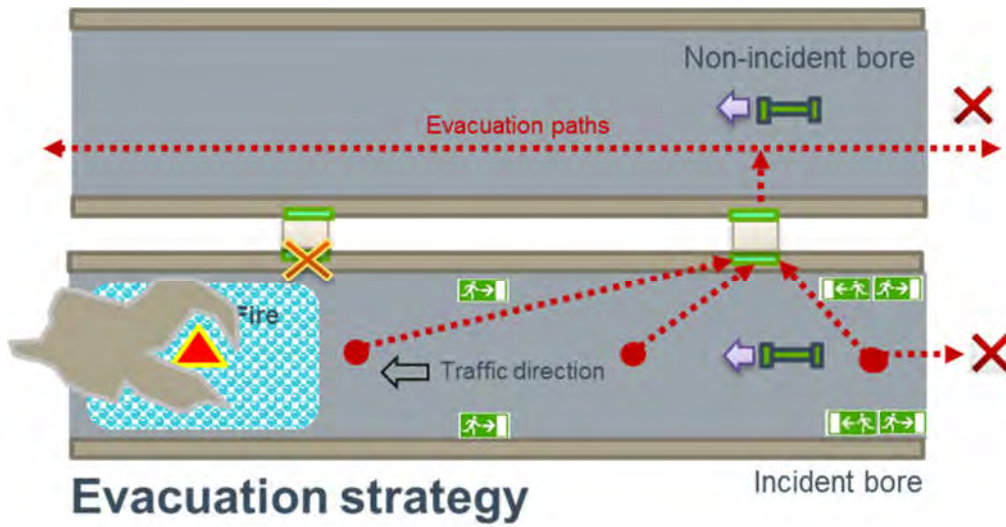 Non-incident bore
Evacuation paths
Fire
Traffic direction
Incident bore
Evacuation strategy